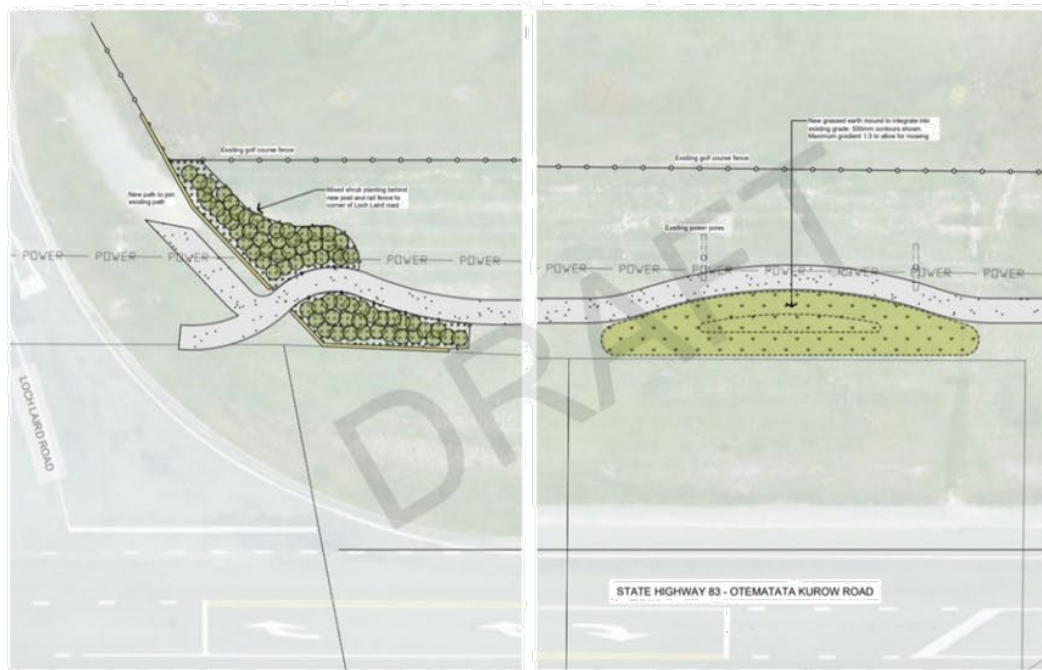 Existing golf course fence
New path to join
existing path
Mixed shrub planting behind
new post and rail fence to
corner of Loch Laird road
POWER POWER POWER POWER POWER
LOCH LAIRD ROAD
New grassed earth mound to integrate into
existing grade: 500mm contours shown.
Maximum gradient 1:3 to allow for mowing
Existing golf course fence
Existing power poles
POWER POWER POWER POWER POWER POWER POWER
DRAFT
STATE HIGHWAY 83 - OTEMATATA KUROW ROAD